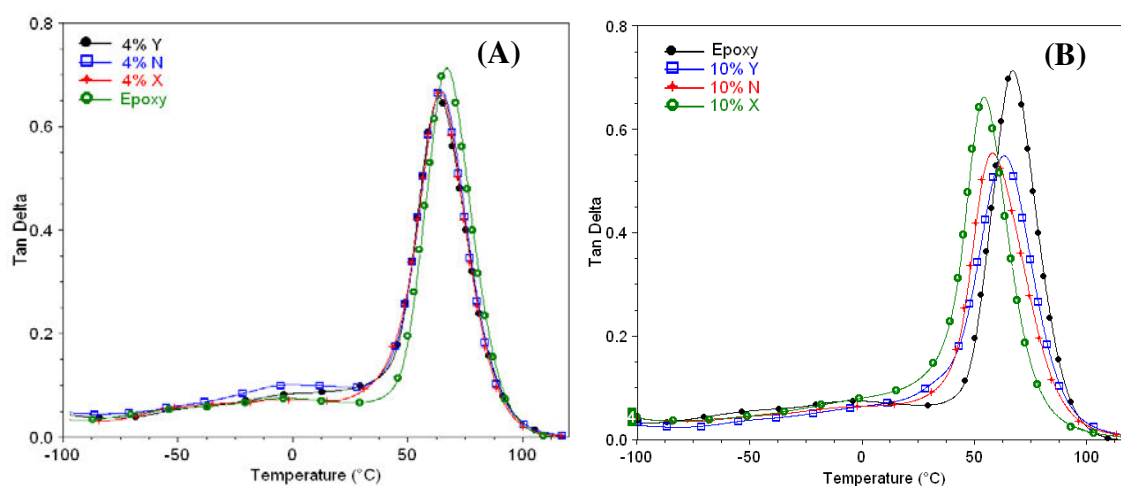 0.8
0.6
0.4
0.2
0.0
Tan Delta
4% Y
4% N
4% X
Epoxy
(A)
-100
-50
0
50
100
Temperature (°C)
0.8
0.6
0.4
0.2
0.0
Tan Delta
Epoxy
10% Y
10% N
10% X
(B)
-100
-50
0
50
100
Temperature (°C)